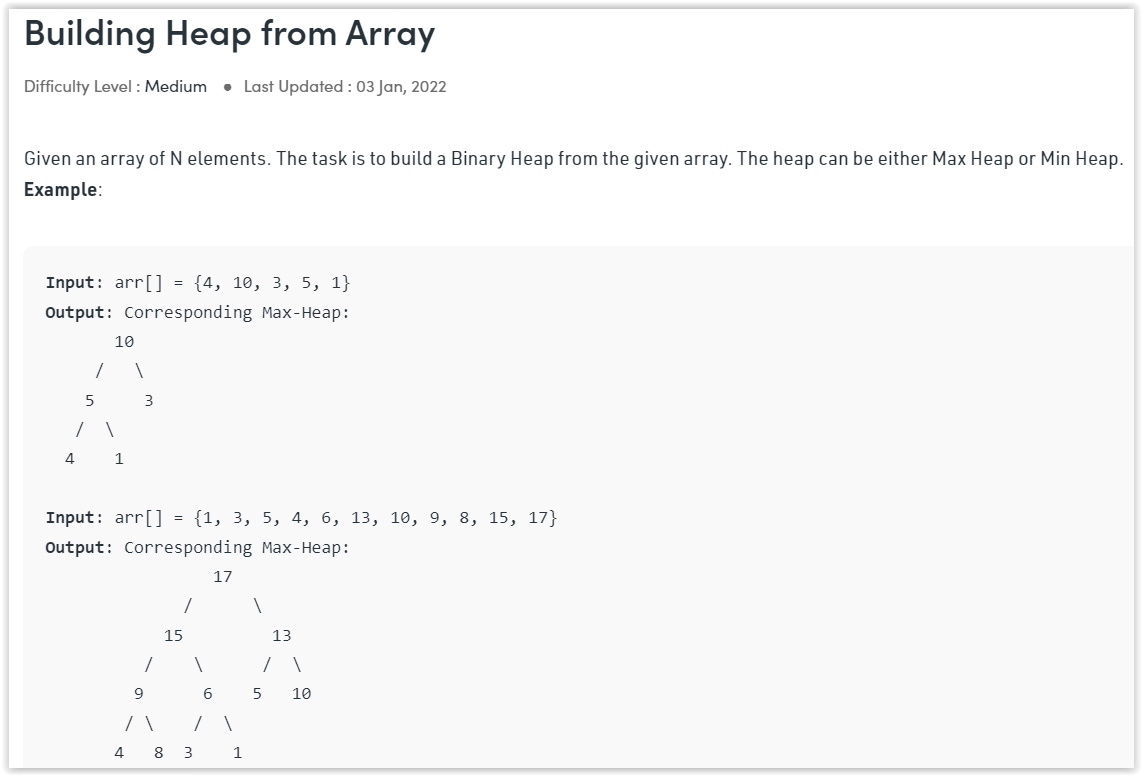 Building Heap from Array
Difficulty Level : Medium ● Last Updated : 03 Jan, 2022
Given an array of N elements. The task is to build a Binary Heap from the given array. The heap can be either Max Heap or Min Heap.
Example:
Input: arr[] = {4, 10, 3, 5, 1}
Output: Corresponding Max-Heap:
       10
     /   \
    5     3
   /  \
  4    1
Input: arr[] = {1, 3, 5, 4, 6, 13, 10, 9, 8, 15, 17}
Output: Corresponding Max-Heap:
                 17
              /      \
            15         13
          /    \      /  \
         9      6    5   10
        / \    /  \
       4   8  3    1